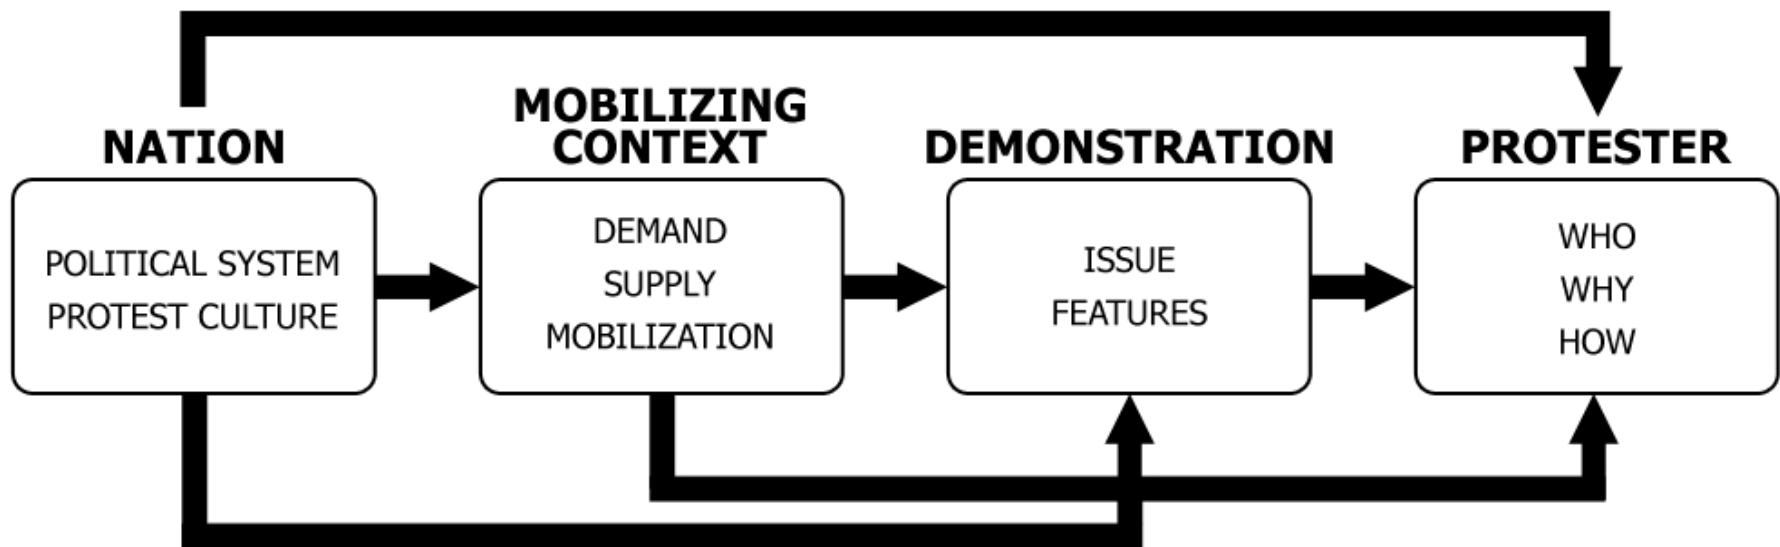 NATION
POLITICAL SYSTEM
PROTEST CULTURE
MOBILIZING
CONTEXT
DEMAND
SUPPLY
MOBILIZATION
DEMONSTRATION
ISSUE
FEATURES
PROTESTER
WHO
WHY
HOW